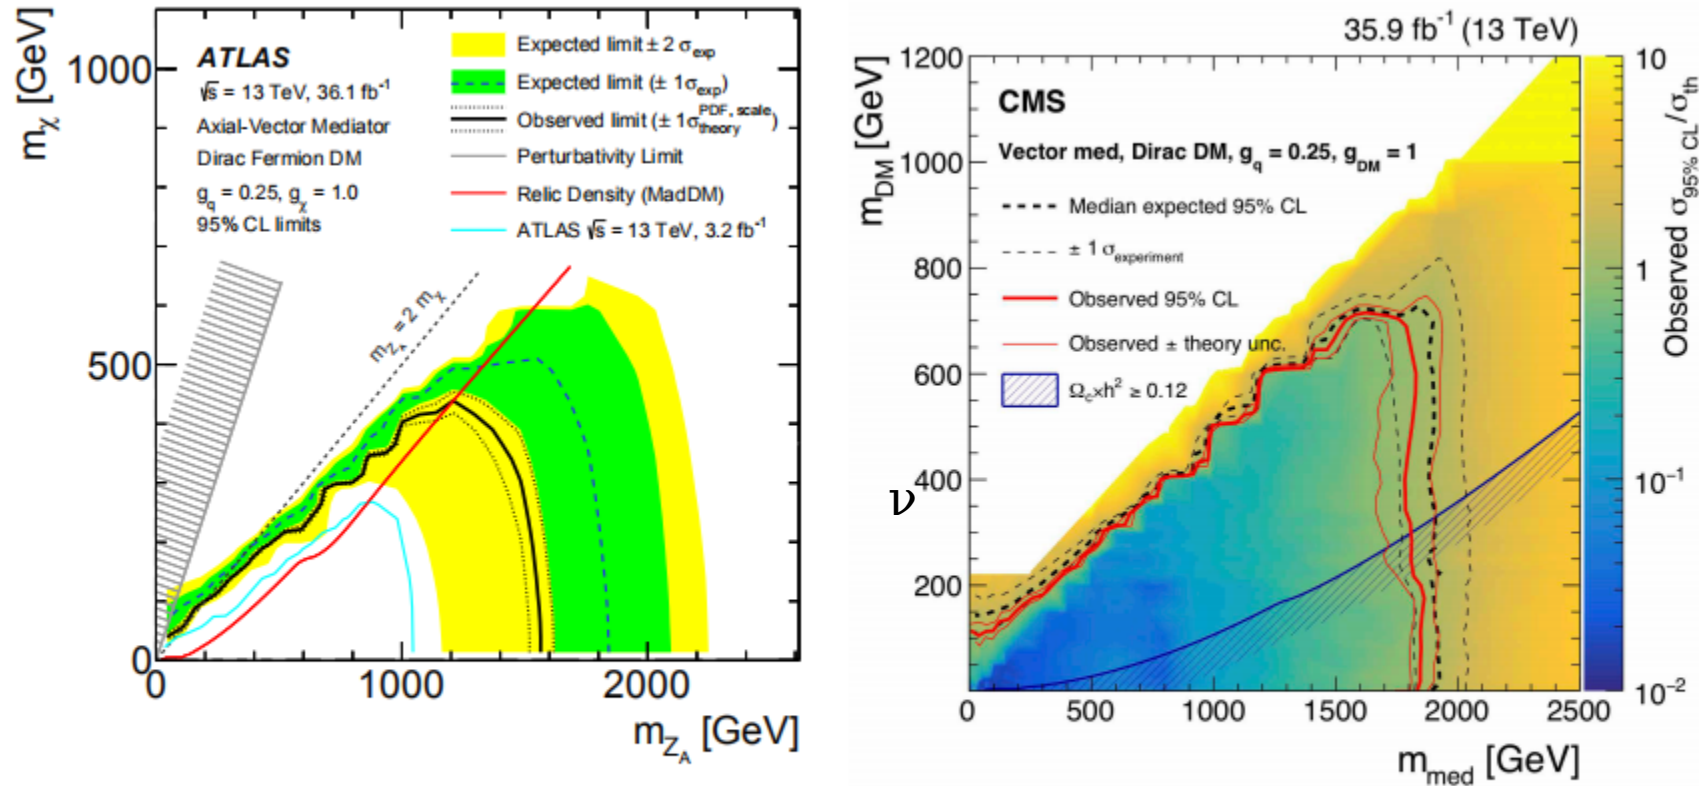 ATLAS
√s = 13 TeV, 36.1 fb⁻¹
Axial-Vector Mediator
Dirac Fermion DM
g_q = 0.25, g_χ = 1.0
95% CL limits
Expected limit ± 2 σ_exp
Expected limit (± 1σ_exp)
Observed limit (± 1σ_theory^PDF, scale)
Perturbativity Limit
Relic Density (MadDM)
ATLAS √s = 13 TeV, 3.2 fb⁻¹
m_Z_A = 2 m_χ
m_χ [GeV]
1000
500
0
0 1000 2000
m_Z_A [GeV]
35.9 fb⁻¹ (13 TeV)
CMS
Vector med, Dirac DM, g_q = 0.25, g_DM = 1
Median expected 95% CL
± 1 σ_experiment
Observed 95% CL
Observed ± theory unc.
Ω_c×h² ≥ 0.12
m_DM [GeV]
1200
1000
800
600
400
200
ν
0 500 1000 1500 2000 2500
m_med [GeV]
10
1
10⁻¹
10⁻²
Observed σ_95% CL/σ_th